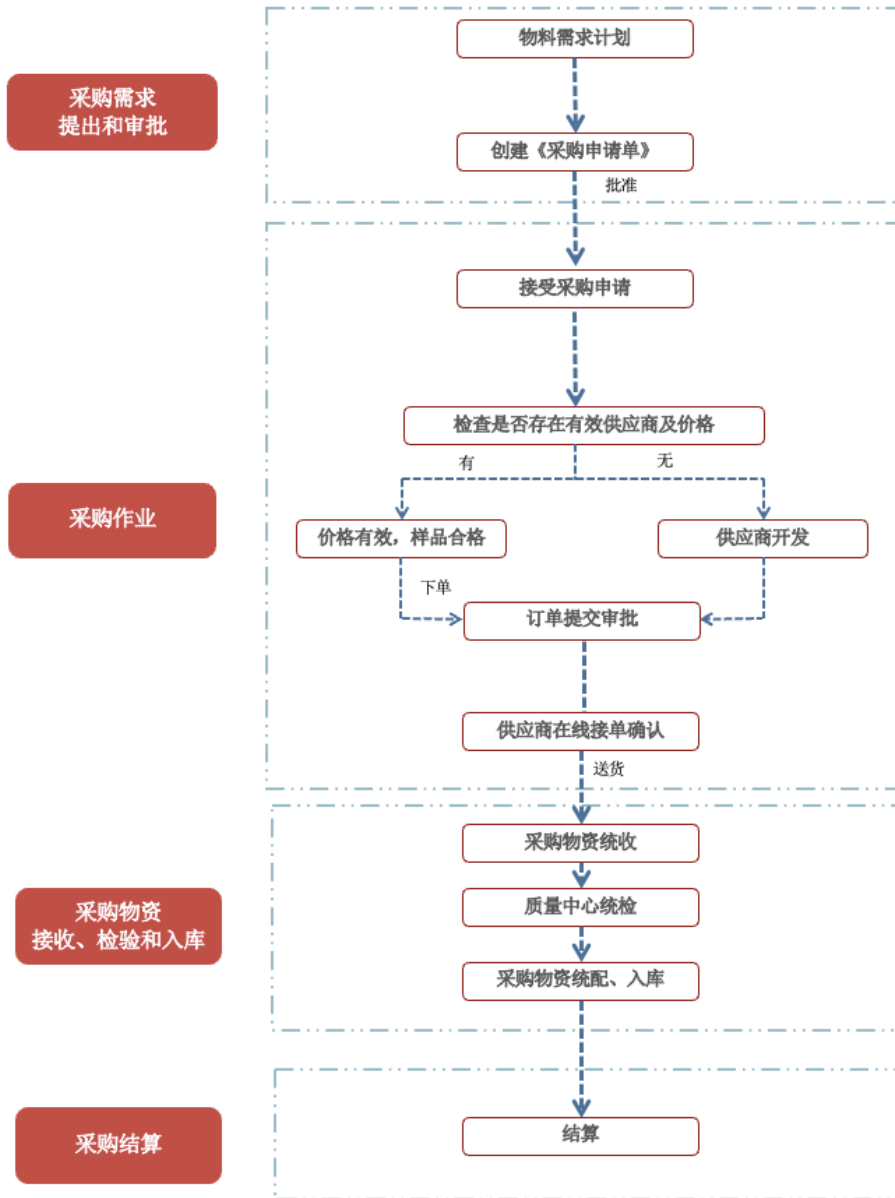 物料需求计划
采购需求
提出和审批
创建《采购申请单》
批准
接受采购申请
检查是否存在有效供应商及价格
有
无
采购作业
价格有效，样品合格
供应商开发
下单
订单提交审批
供应商在线接单确认
送货
采购物资统收
采购物资
接收、检验和入库
质量中心统检
采购物资统配、入库
采购结算
结算